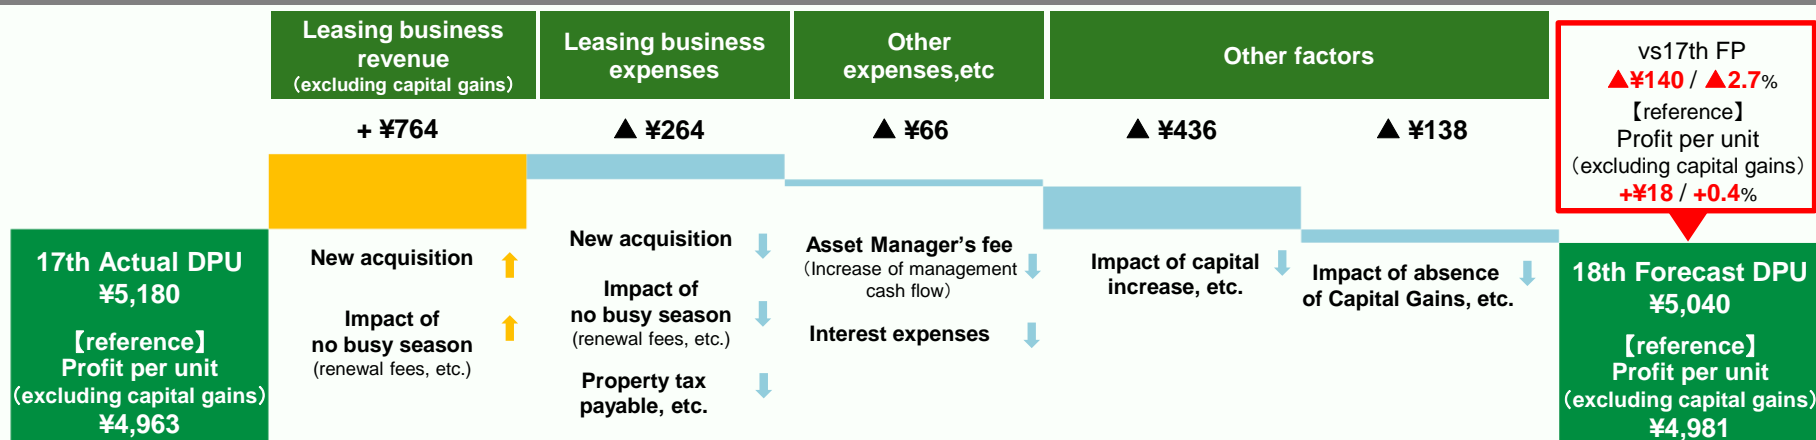 Leasing business
revenue
(excluding capital gains)
Leasing business
expenses
Other
expenses,etc
Other factors
+ ¥764
▲ ¥264
▲ ¥66
▲ ¥436
▲ ¥138
vs17th FP
▲¥140 / ▲2.7%
【reference】
Profit per unit
(excluding capital gains)
+¥18 / +0.4%
17th Actual DPU
¥5,180
【reference】
Profit per unit
(excluding capital gains)
¥4,963
New acquisition
Impact of
no busy season
(renewal fees, etc.)
New acquisition
Impact of
no busy season
(renewal fees, etc.)
Property tax
payable, etc.
Asset Manager’s fee
(Increase of management
cash flow)
Interest expenses
Impact of capital
increase, etc.
Impact of absence
of Capital Gains, etc.
18th Forecast DPU
¥5,040
【reference】
Profit per unit
(excluding capital gains)
¥4,981